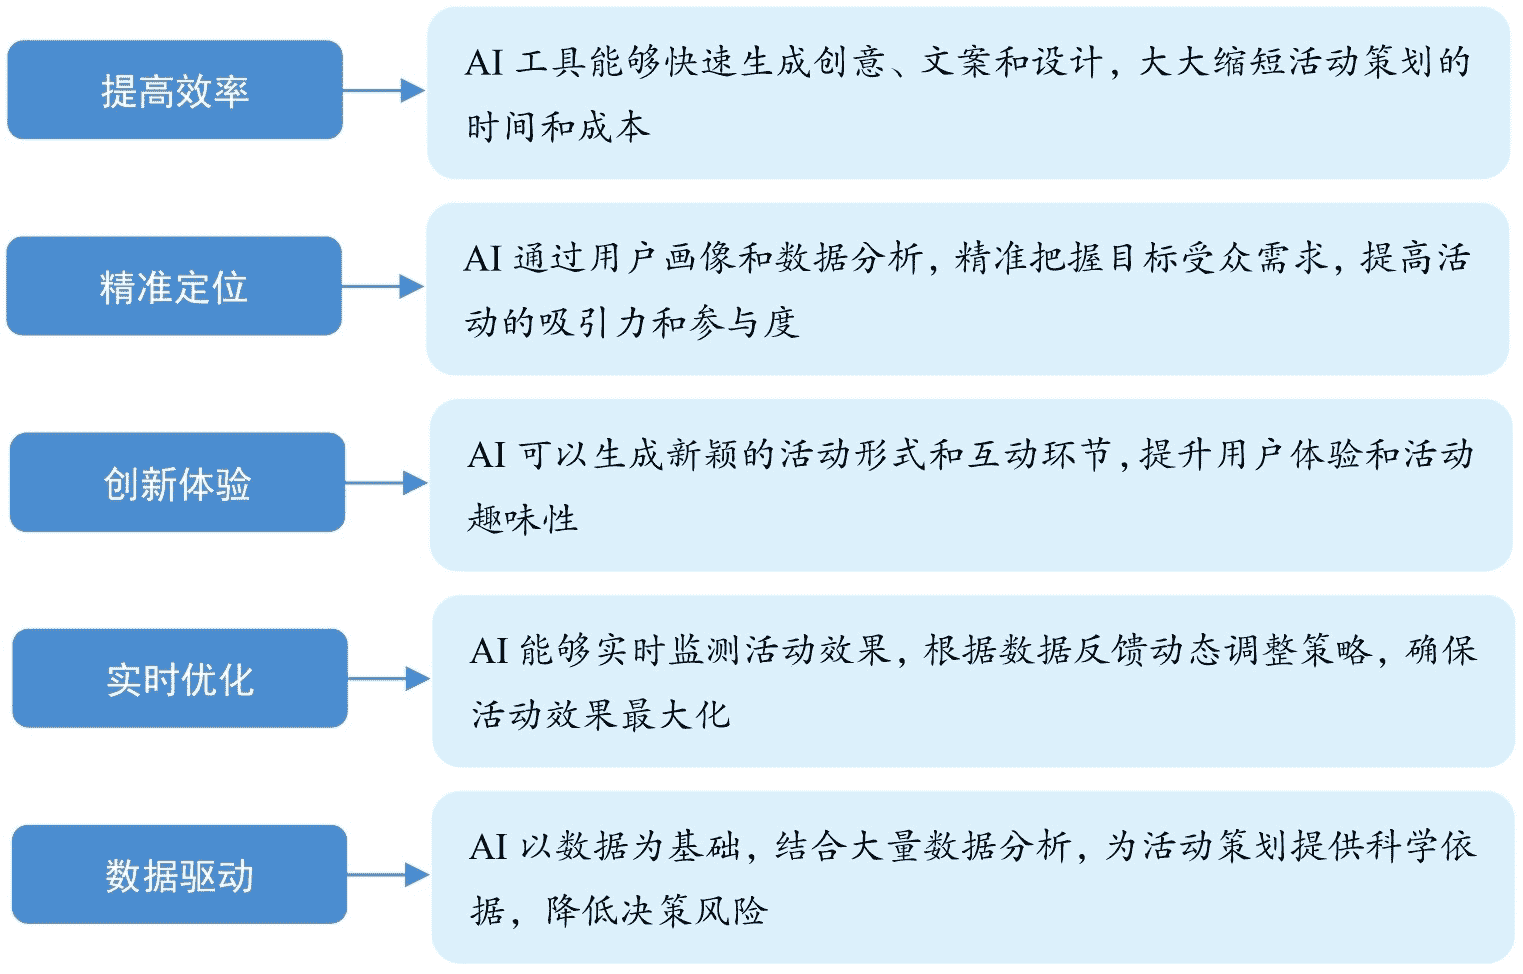 提高效率
AI 工具能够快速生成创意、文案和设计，大大缩短活动策划的
时间和成本
精准定位
AI 通过用户画像和数据分析，精准把握目标受众需求，提高活
动的吸引力和参与度
创新体验
AI 可以生成新颖的活动形式和互动环节，提升用户体验和活动
趣味性
实时优化
AI 能够实时监测活动效果，根据数据反馈动态调整策略，确保
活动效果最大化
数据驱动
AI 以数据为基础，结合大量数据分析，为活动策划提供科学依
据，降低决策风险